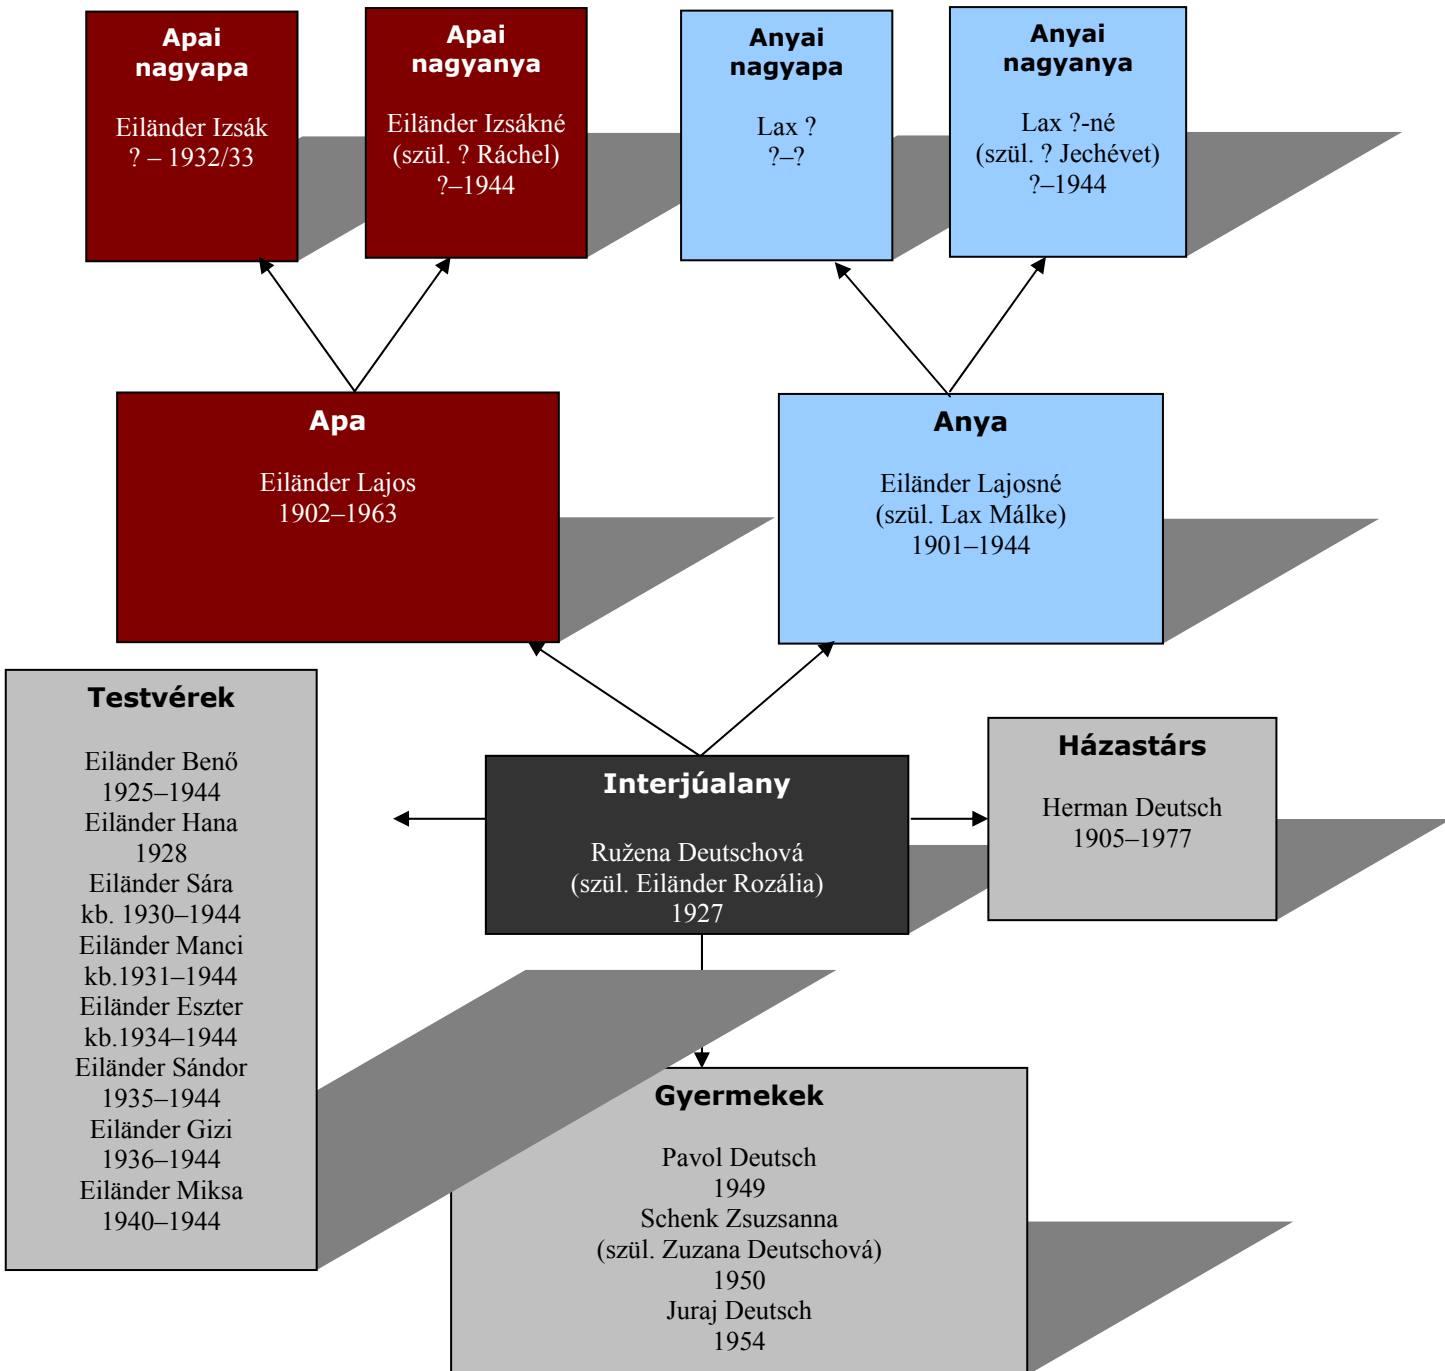 Apai
nagyapa
Eiländer Izsák
? – 1932/33
Apai
nagyanya
Eiländer Izsákné
(szül. ? Ráchel)
?–1944
Anyai
nagyapa
Lax ?
?–?
Anyai
nagyanya
Lax ?-né
(szül. ? Jechévet)
?–1944
Apa
Eiländer Lajos
1902–1963
Anya
Eiländer Lajosné
(szül. Lax Málke)
1901–1944
Testvérek
Eiländer Benő
1925–1944
Eiländer Hana
1928
Eiländer Sára
kb. 1930–1944
Eiländer Manci
kb.1931–1944
Eiländer Eszter
kb.1934–1944
Eiländer Sándor
1935–1944
Eiländer Gizi
1936–1944
Eiländer Miksa
1940–1944
Interjúalany
Ružena Deutschová
(szül. Eiländer Rozália)
1927
Házastárs
Herman Deutsch
1905–1977
Gyermekek
Pavol Deutsch
1949
Schenk Zsuzsanna
(szül. Zuzana Deutschová)
1950
Juraj Deutsch
1954